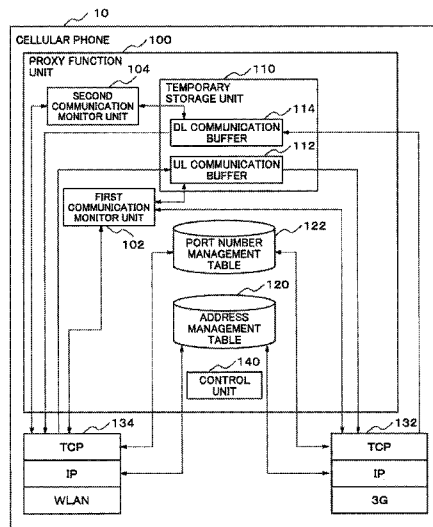 10
CELLULAR PHONE
100
PROXY FUNCTION
UNIT
104
SECOND
COMMUNICATION
MONITOR UNIT
110
TEMPORARY
STORAGE UNIT
114
DL COMMUNICATION
BUFFER
112
UL COMMUNICATION
BUFFER
FIRST
COMMUNICATION
MONITOR UNIT
102
122
PORT NUMBER
MANAGEMENT
TABLE
120
ADDRESS
MANAGEMENT
TABLE
140
CONTROL
UNIT
134
TCP
IP
WLAN
132
TCP
IP
3G